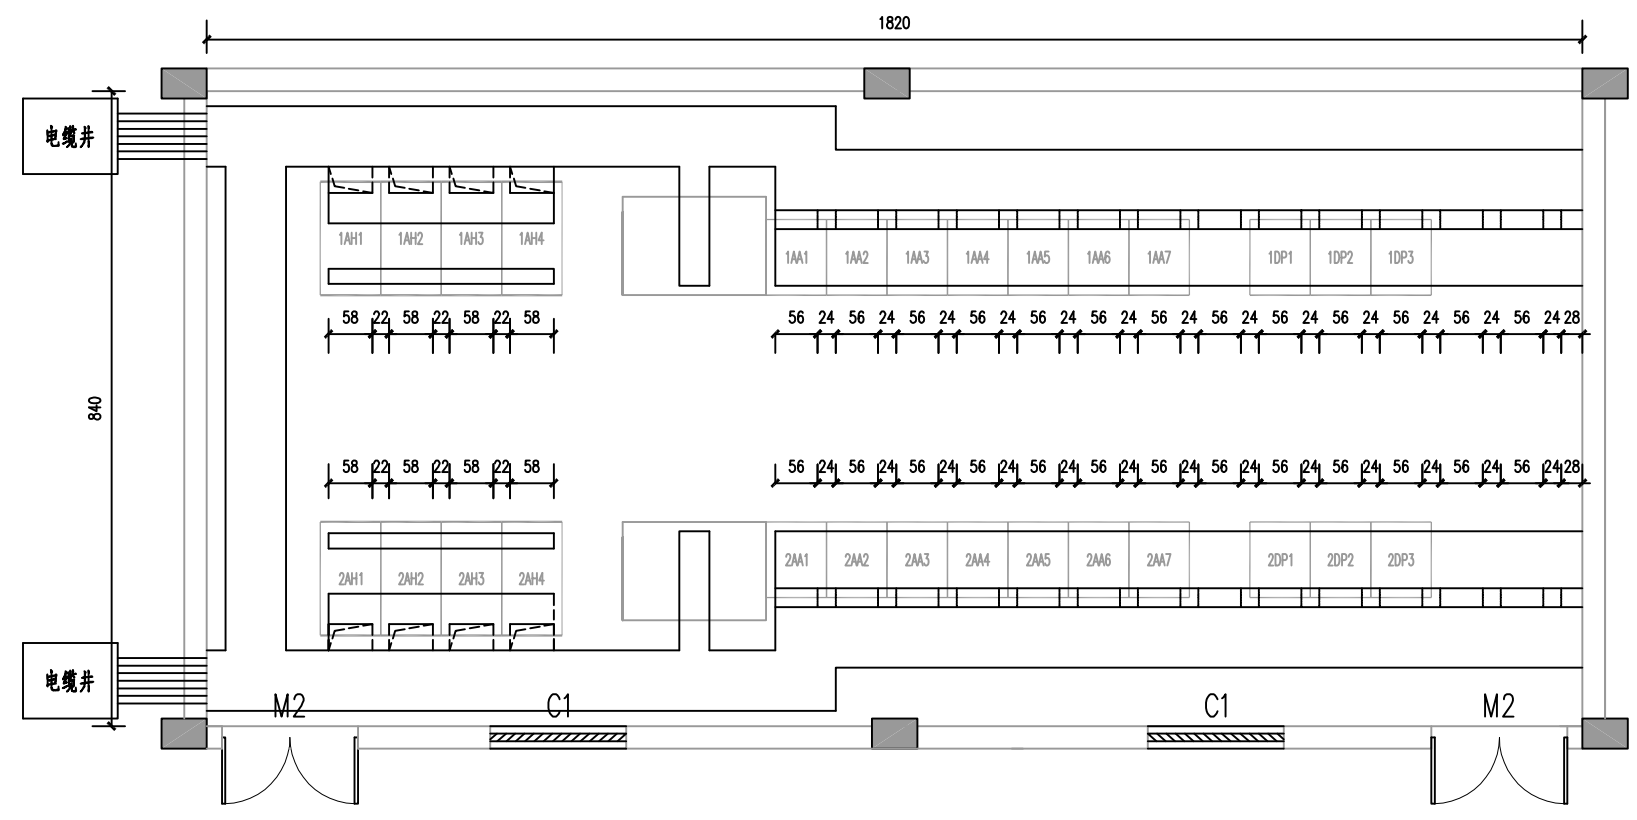 1820
电缆井
1AH1 1AH2 1AH3 1AH4
1AA1 1AA2 1AA3 1AA4 1AA5 1AA6 1AA7 1DP1 1DP2 1DP3
58 22 58 22 58 22 58 56 24 56 24 56 24 56 24 56 24 56 24 56 24 56 24 56 24 56 24 56 24 56 24 56 24 28
840
58 22 58 22 58 22 58 56 24 56 24 56 24 56 24 56 24 56 24 56 24 56 24 56 24 56 24 56 24 56 24 56 24 28
2AA1 2AA2 2AA3 2AA4 2AA5 2AA6 2AA7 2DP1 2DP2 2DP3
2AH1 2AH2 2AH3 2AH4
电缆井
M2 C1 C1 M2